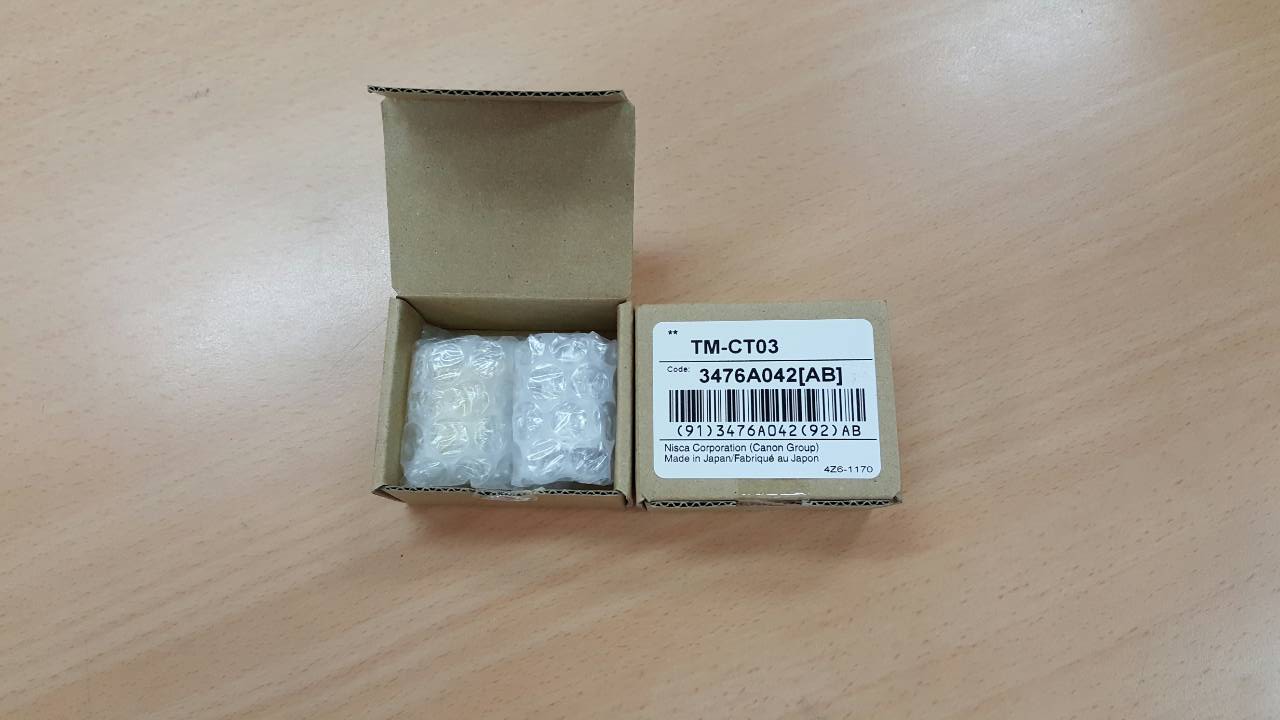 **
TM-CT03
Code: 3476A042[AB]
(91)3476A042(92)AB
Nisca Corporation (Canon Group)
Made in Japan/Fabriqué au Japon
4Z6-1170